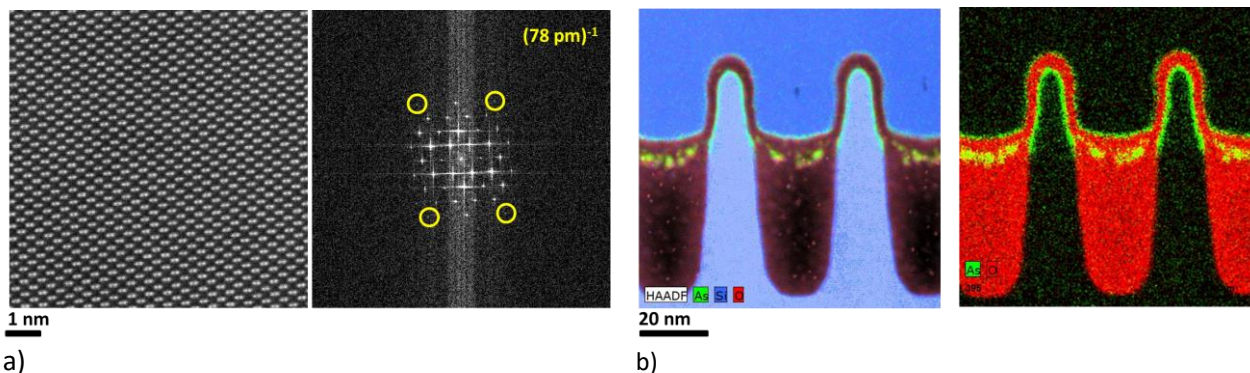 (78 pm)-1
1 nm
a)
HAADF As Si O
20 nm
As O
b)